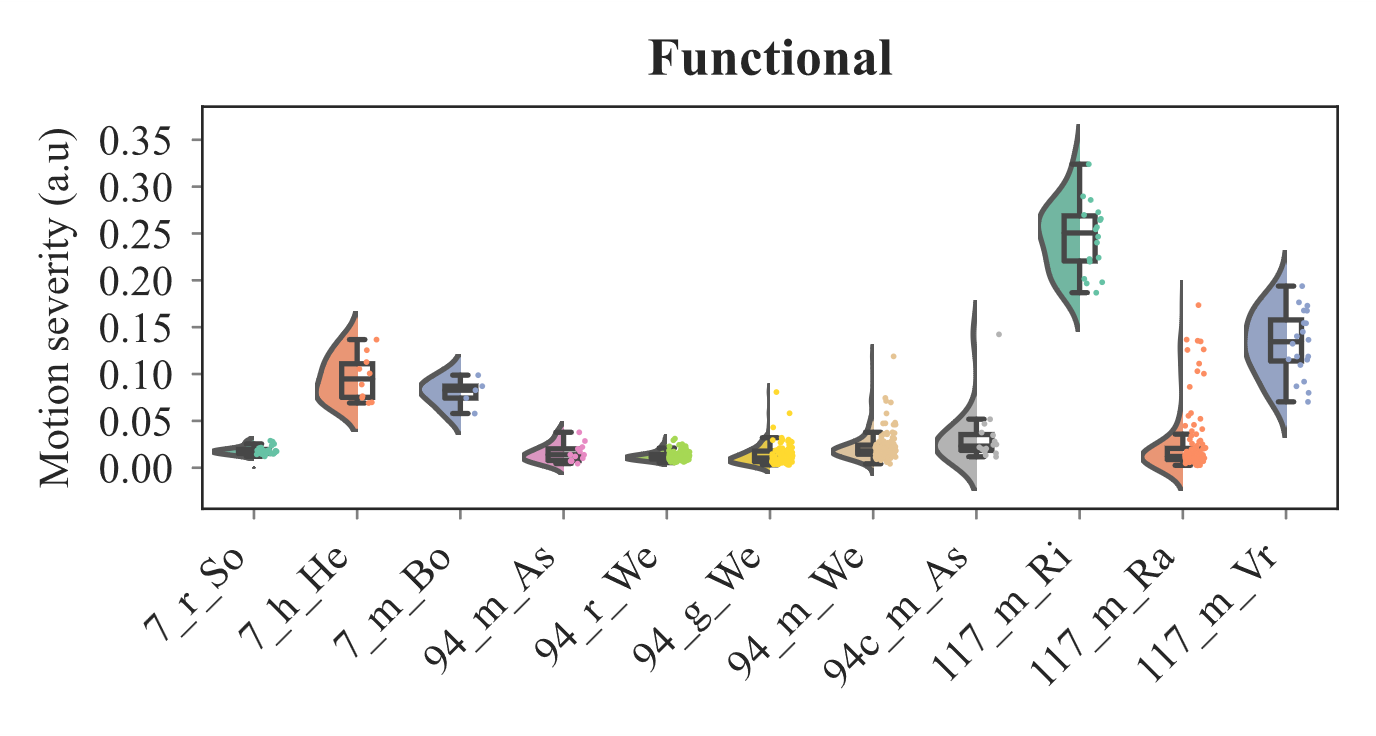 Functional
Motion severity (a.u)
0.35
0.30
0.25
0.20
0.15
0.10
0.05
0.00
7_r_So
7_h_He
7_m_Bo
94_m_As
94_r_We
94_g_We
94_m_We
94c_m_As
117_m_Ri
117_m_Ra
117_m_Vr